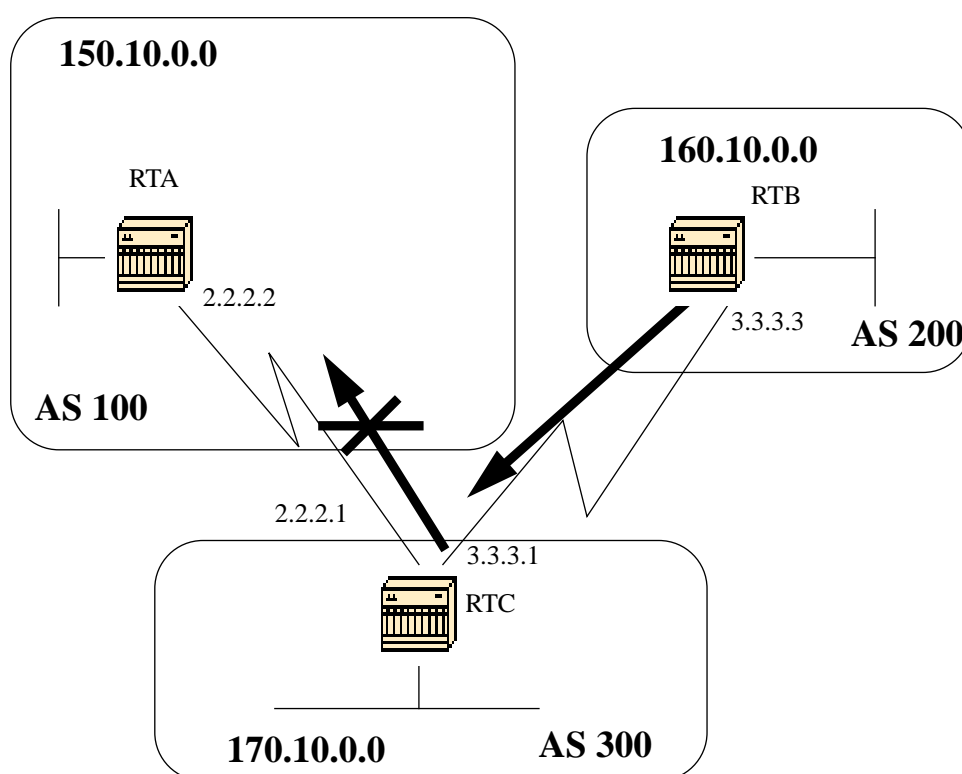 150.10.0.0
160.10.0.0
RTA
RTB
2.2.2.2
3.3.3.3
AS 200
AS 100
2.2.2.1
3.3.3.1
RTC
170.10.0.0
AS 300